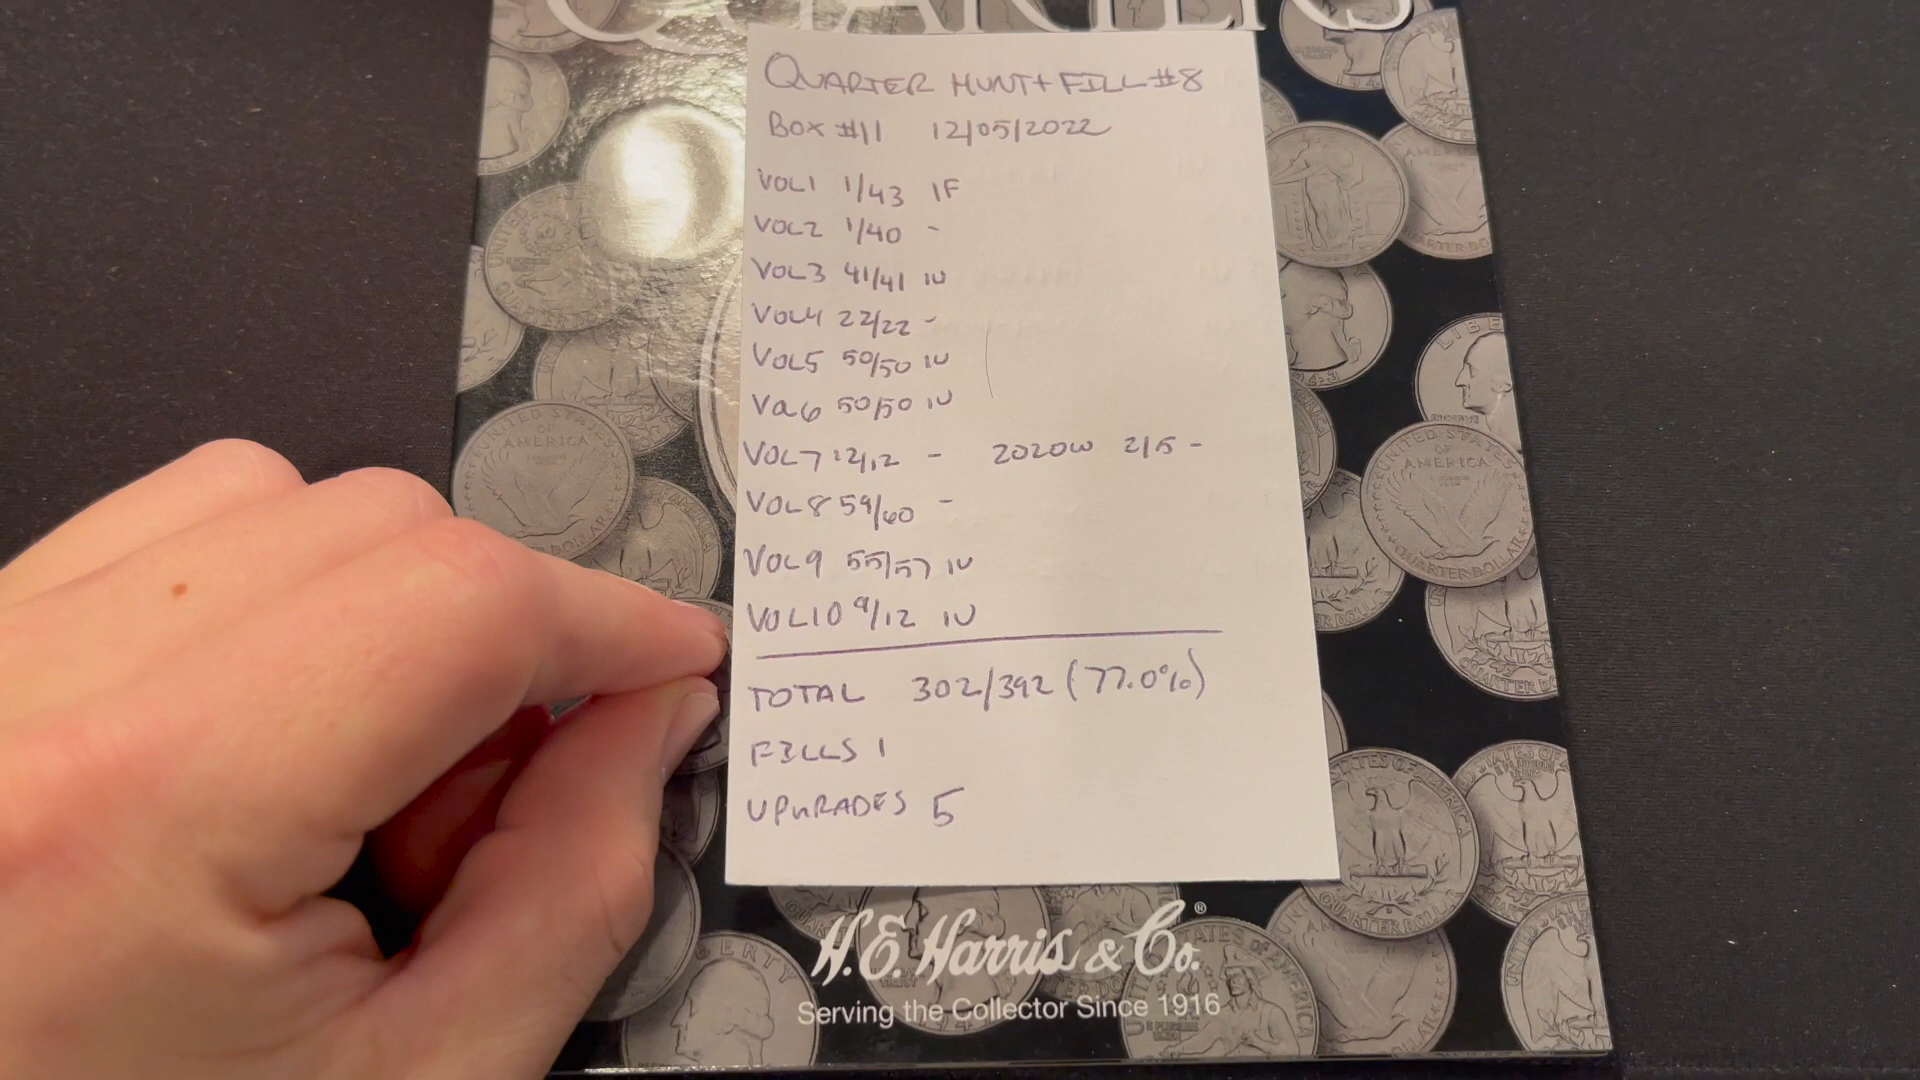 QUARTERS
QUARTER HUNT + FILL #8
BOX #11 12/05/2022
VOL1 1/43 1F
VOL2 1/40 -
VOL3 41/41 1U
VOL4 22/22 -
VOL5 50/50 1U
VOL6 50/50 1U
VOL7 12/12 - 2020W 2/5 -
VOL8 59/60 -
VOL9 55/57 1U
VOL10 9/12 1U
TOTAL 302/392 (77.0%)
FILLS 1
UPGRADES 5
H.E. Harris & Co.®
Serving the Collector Since 1916